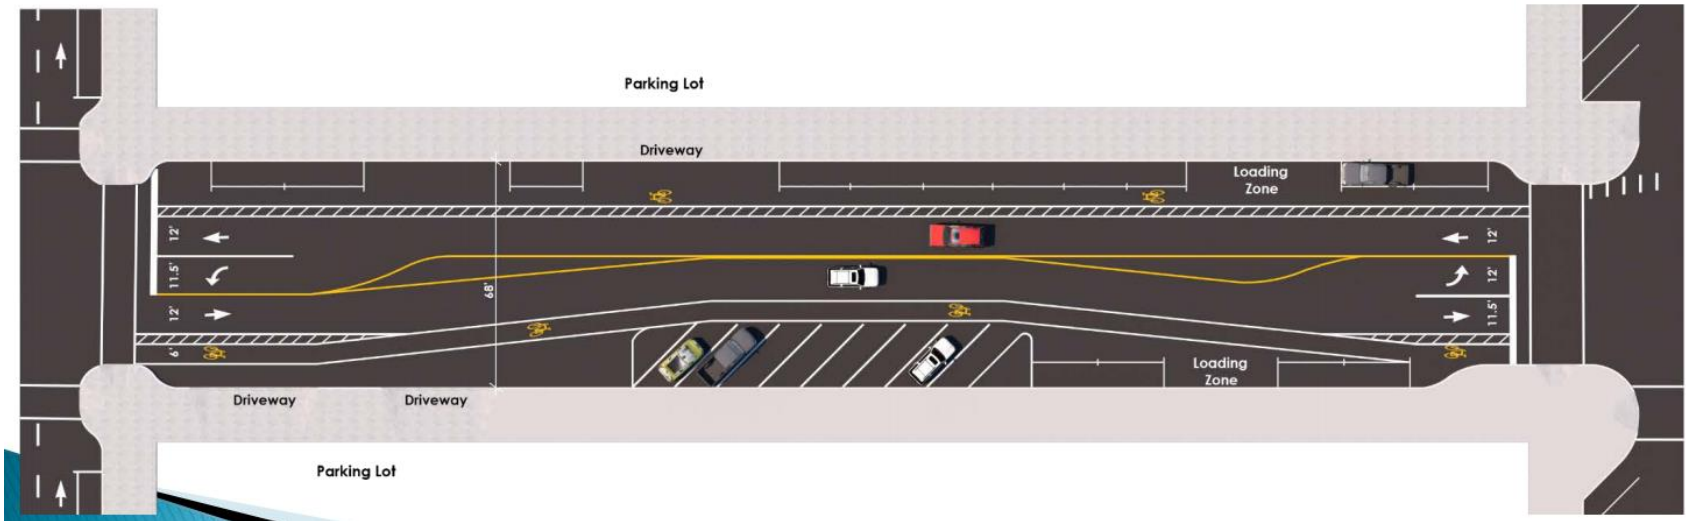 Parking Lot
Driveway
Loading
Zone
12'
11.5'
12'
6'
68'
12'
12'
11.5'
Loading
Zone
Driveway
Driveway
Parking Lot